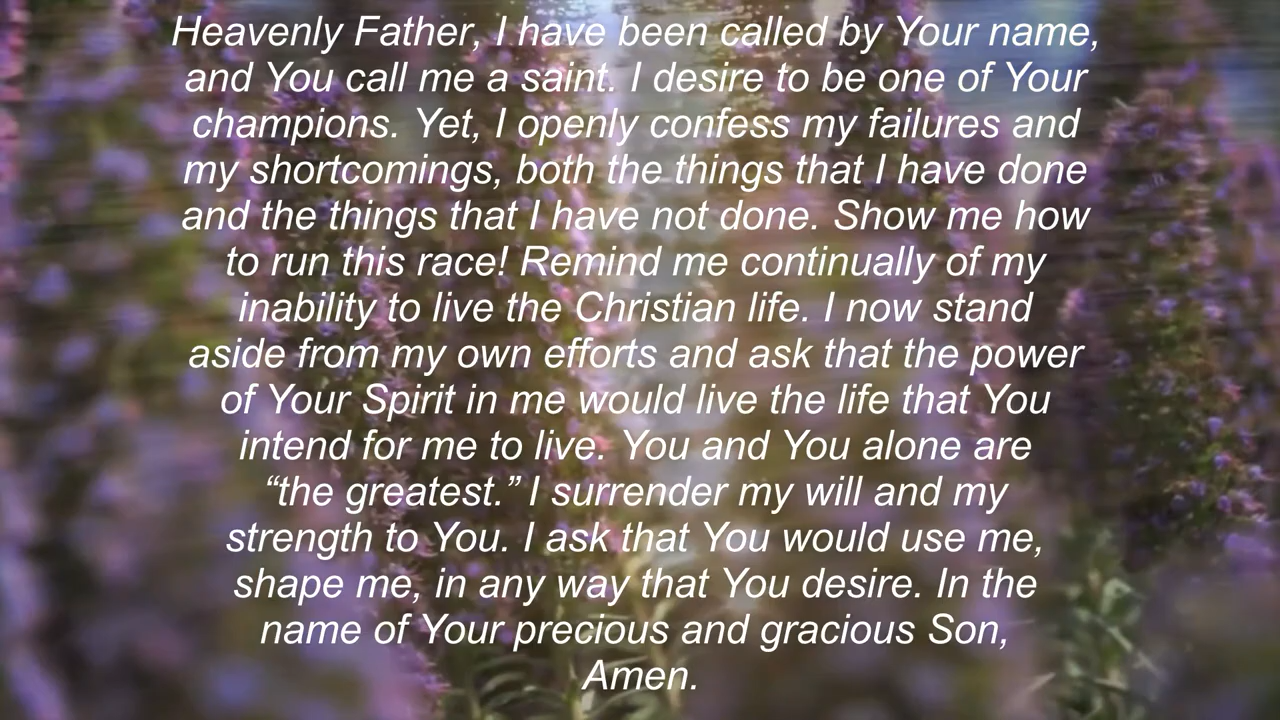 Heavenly Father, I have been called by Your name,
and You call me a saint. I desire to be one of Your
champions. Yet, I openly confess my failures and
my shortcomings, both the things that I have done
and the things that I have not done. Show me how
to run this race! Remind me continually of my
inability to live the Christian life. I now stand
aside from my own efforts and ask that the power
of Your Spirit in me would live the life that You
intend for me to live. You and You alone are
“the greatest.” I surrender my will and my
strength to You. I ask that You would use me,
shape me, in any way that You desire. In the
name of Your precious and gracious Son,
Amen.